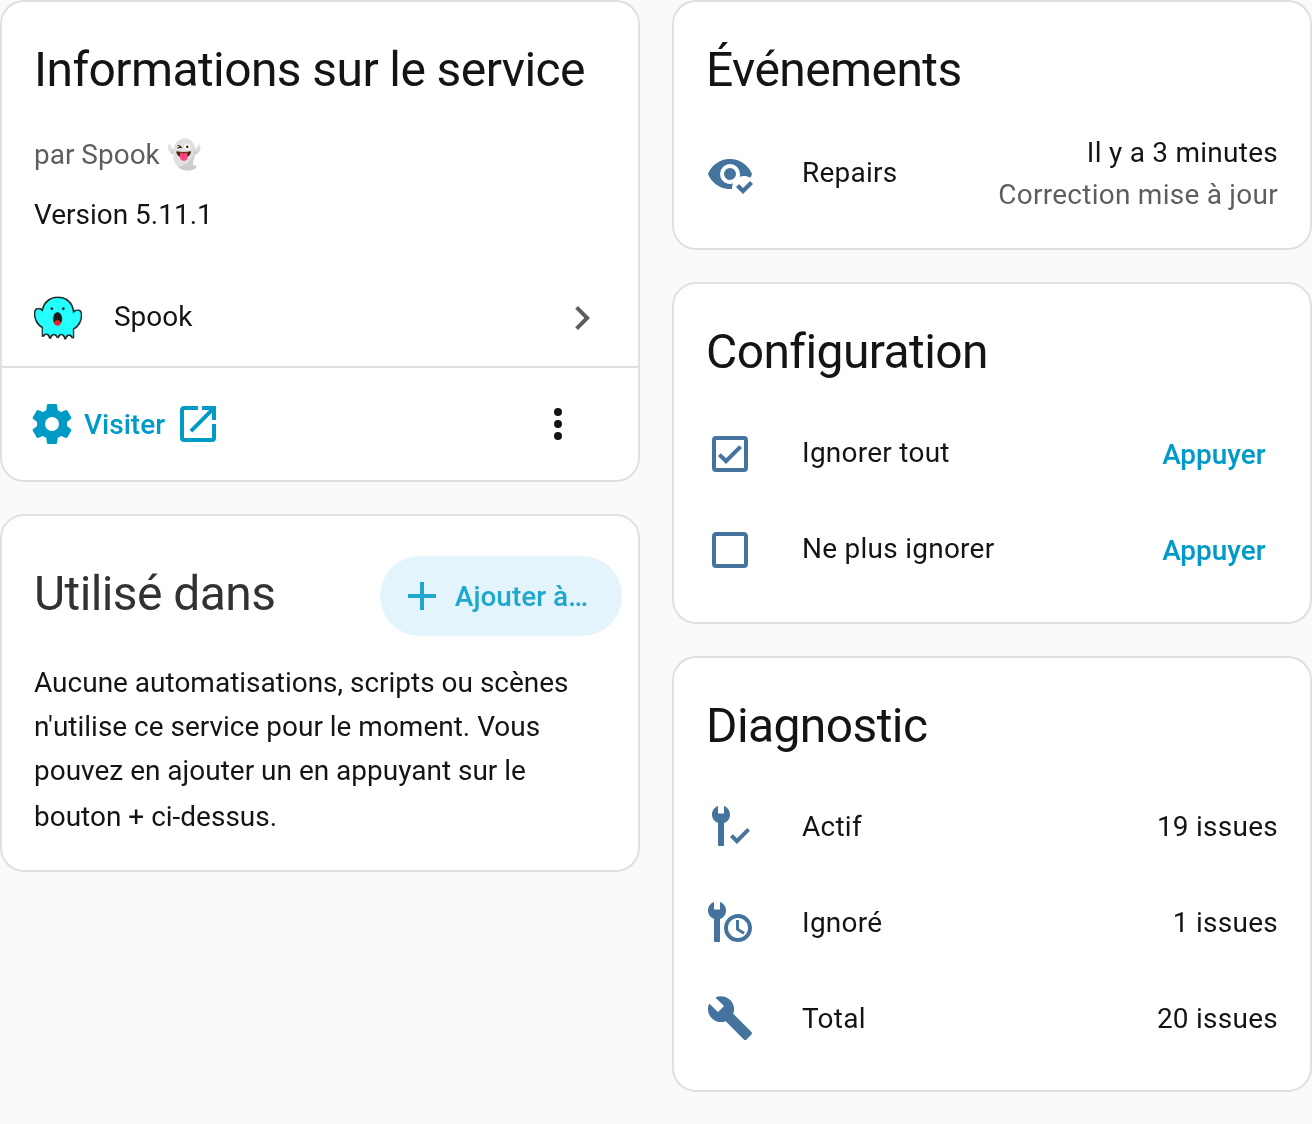 Informations sur le service
par Spook 👻
Version 5.11.1
Spook
Visiter
Utilisé dans
Ajouter à...
Aucune automatisations, scripts ou scènes
n'utilise ce service pour le moment. Vous
pouvez en ajouter un en appuyant sur le
bouton + ci-dessus.
Événements
Repairs
Il y a 3 minutes
Correction mise à jour
Configuration
Ignorer tout Appuyer
Ne plus ignorer Appuyer
Diagnostic
Actif 19 issues
Ignoré 1 issues
Total 20 issues